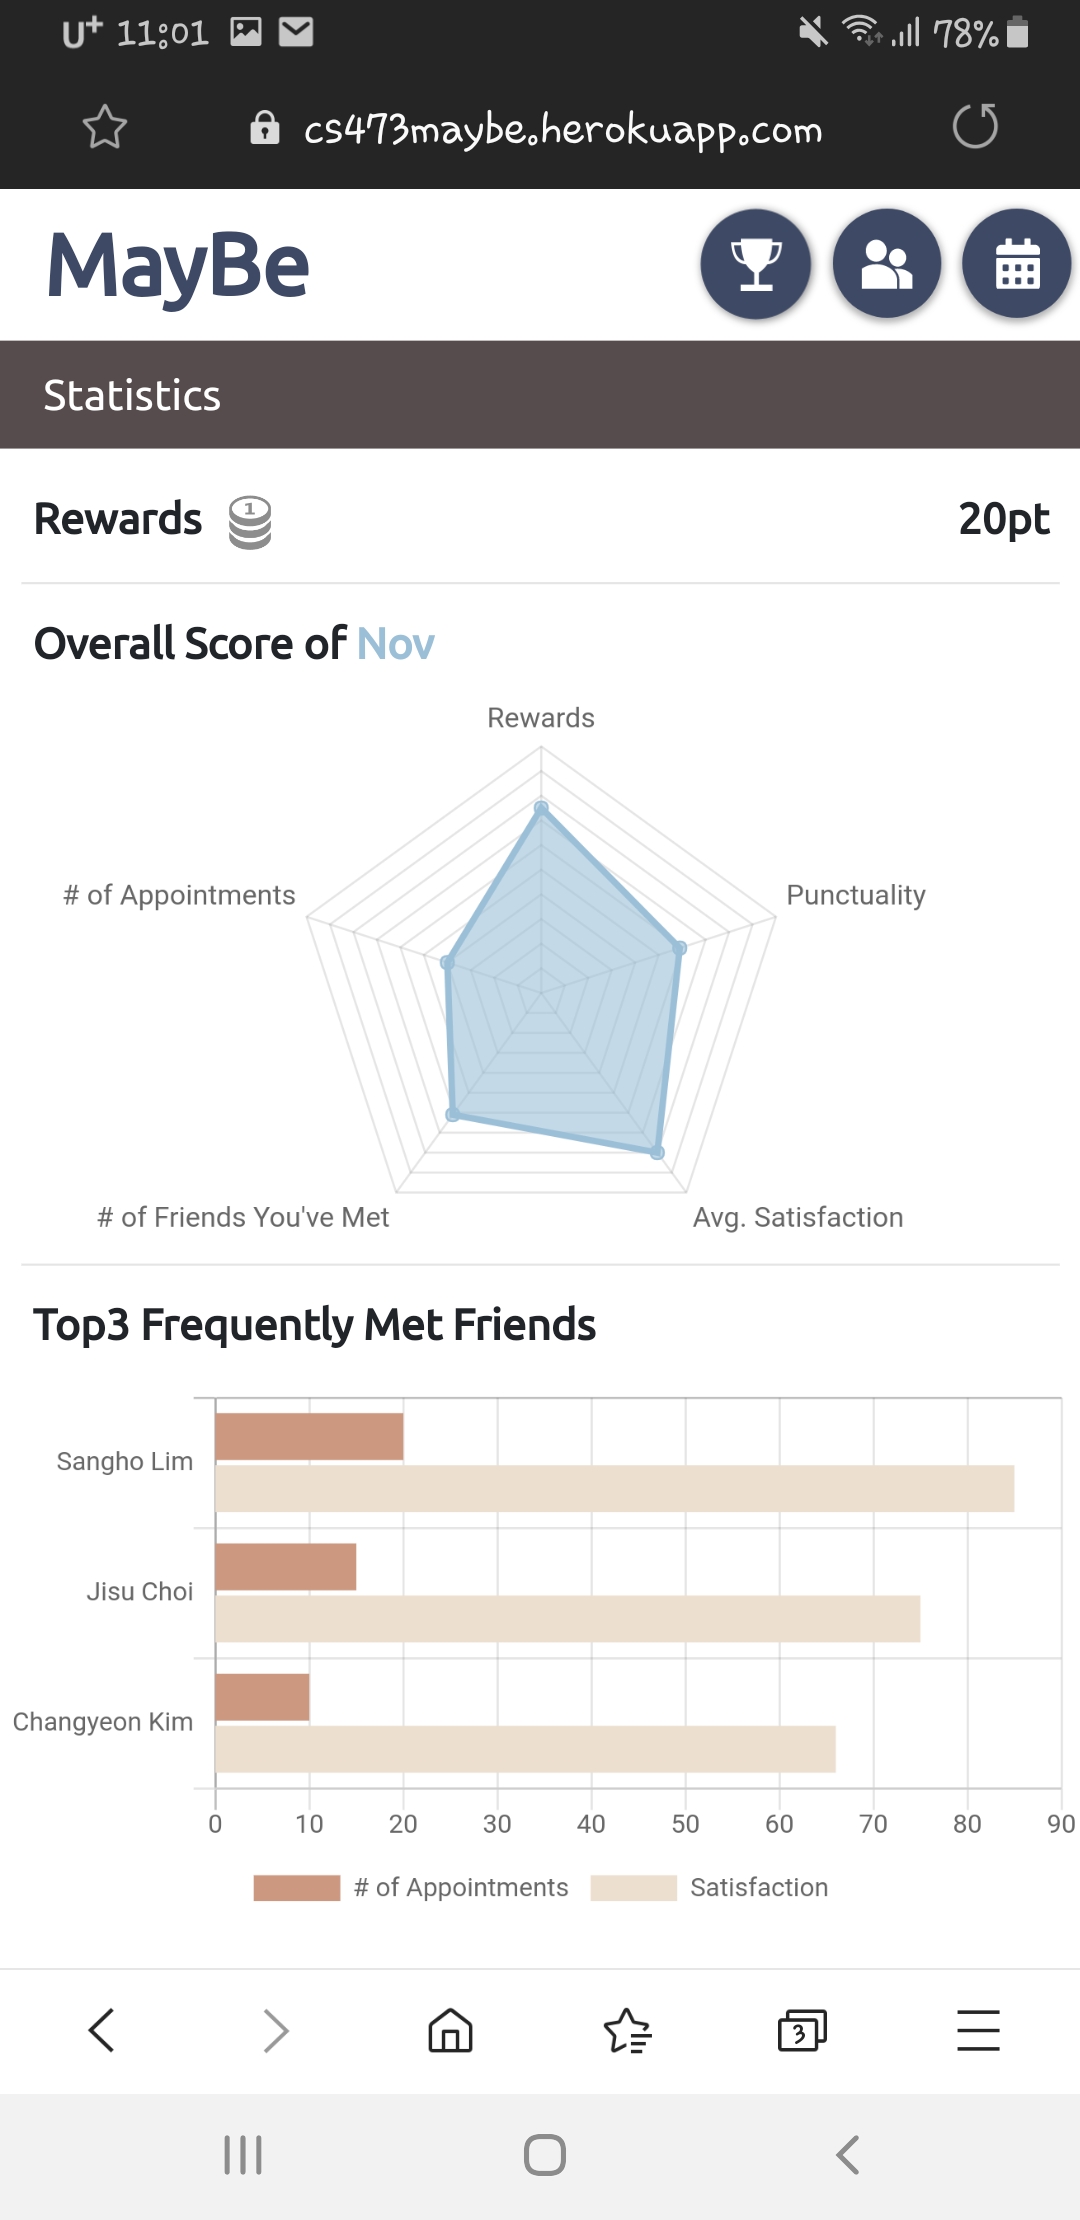 U+ 11:01 78%
cs473maybe.herokuapp.com
MayBe
Statistics
Rewards 1 20pt
Overall Score of Nov
Rewards
# of Appointments Punctuality
# of Friends You've Met Avg. Satisfaction
Top3 Frequently Met Friends
Sangho Lim
Jisu Choi
Changyeon Kim
0 10 20 30 40 50 60 70 80 90
# of Appointments Satisfaction
3